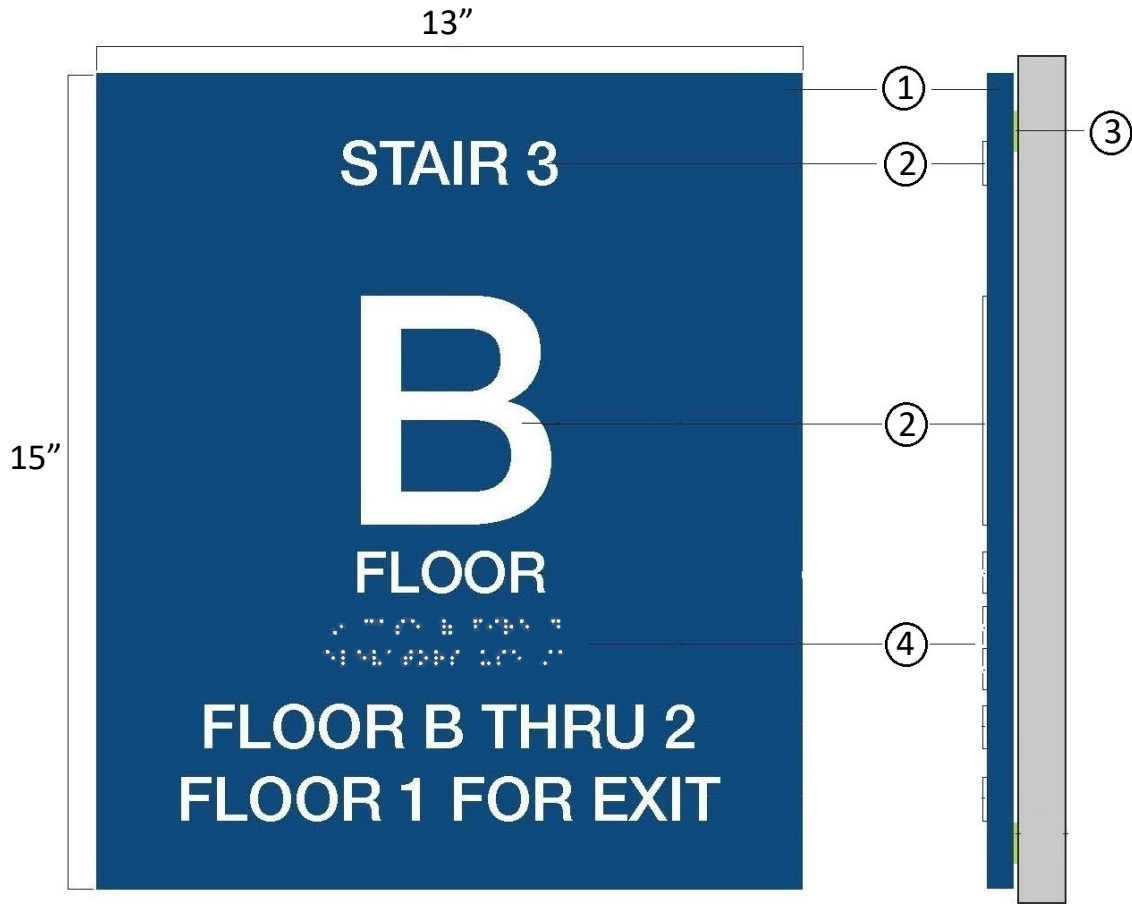 13”
①
STAIR 3
②
③
B
②
15”
FLOOR
④
FLOOR B THRU 2
FLOOR 1 FOR EXIT